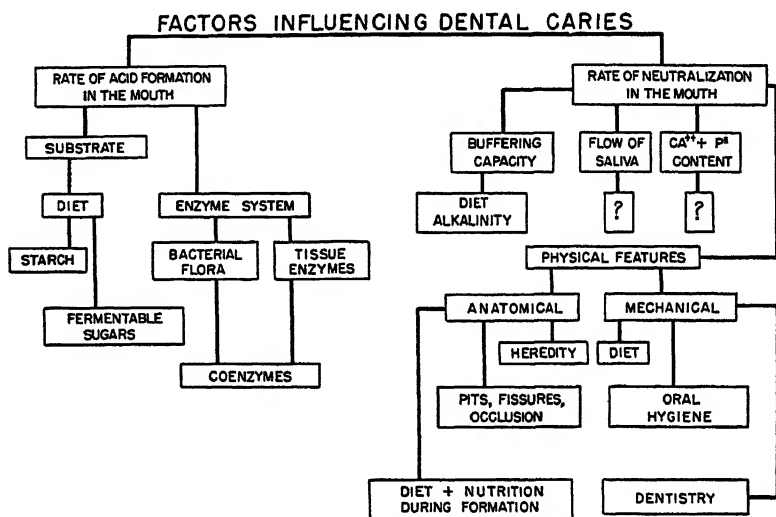 FACTORS INFLUENCING DENTAL CARIES
RATE OF ACID FORMATION
IN THE MOUTH
SUBSTRATE
DIET
STARCH
FERMENTABLE
SUGARS
ENZYME SYSTEM
BACTERIAL
FLORA
TISSUE
ENZYMES
COENZYMES
RATE OF NEUTRALIZATION
IN THE MOUTH
BUFFERING
CAPACITY
DIET
ALKALINITY
FLOW OF
SALIVA
?
CA++ + P≡
CONTENT
?
PHYSICAL FEATURES
ANATOMICAL
HEREDITY
PITS, FISSURES,
OCCLUSION
DIET + NUTRITION
DURING FORMATION
MECHANICAL
DIET
ORAL
HYGIENE
DENTISTRY